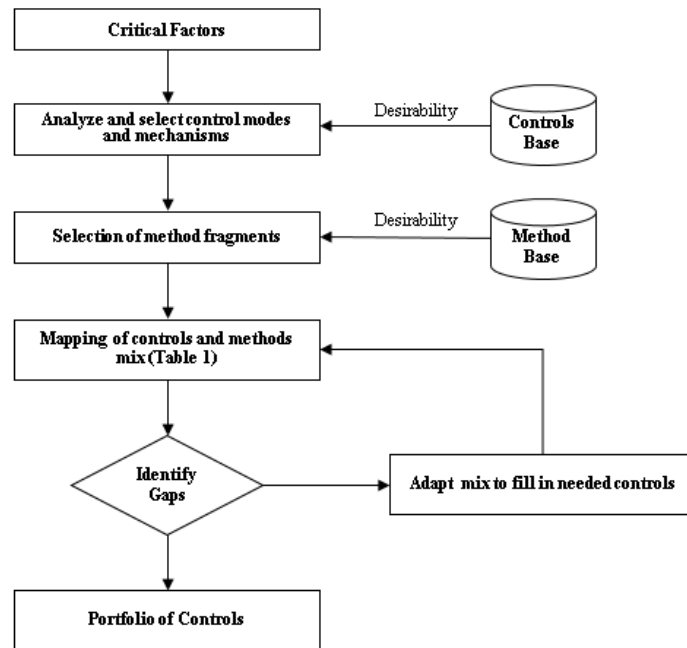 Critical Factors
Analyze and select control modes
and mechanisms
Desirability
Controls
Base
Selection of method fragments
Desirability
Method
Base
Mapping of controls and methods
mix (Table 1)
Identify
Gaps
Adapt mix to fill in needed controls
Portfolio of Controls